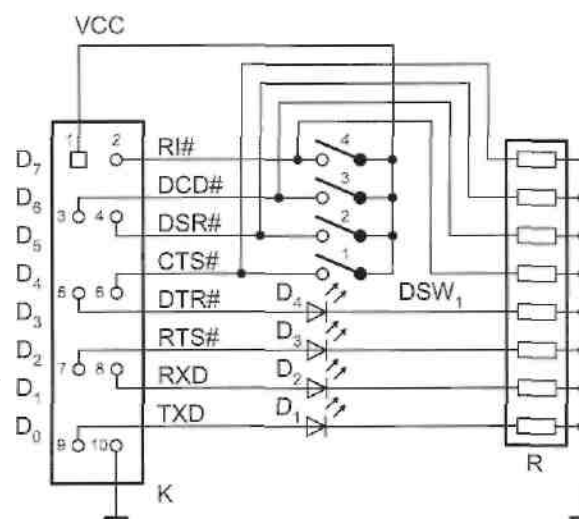 VCC
1 2 RI# 4
D7
DCD# 3
D6
3 4 DSR# 2
D5
CTS# 1
D4
5 6 DTR# D4 DSW1
D3
RTS# D3
D2
7 8 RXD D2
D1
TXD D1
D0
9 10
K R